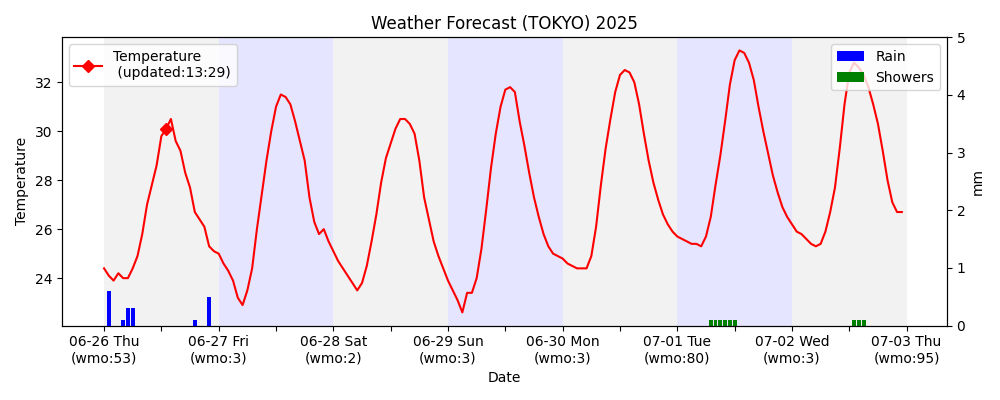 Weather Forecast (TOKYO) 2025
Temperature
(updated:13:29)
Rain
Showers
Temperature
32
30
28
26
24
5
4
3
2
1
0
mm
06-26 Thu
(wmo:53)
06-27 Fri
(wmo:3)
06-28 Sat
(wmo:2)
06-29 Sun
(wmo:3)
06-30 Mon
(wmo:3)
07-01 Tue
(wmo:80)
07-02 Wed
(wmo:3)
07-03 Thu
(wmo:95)
Date